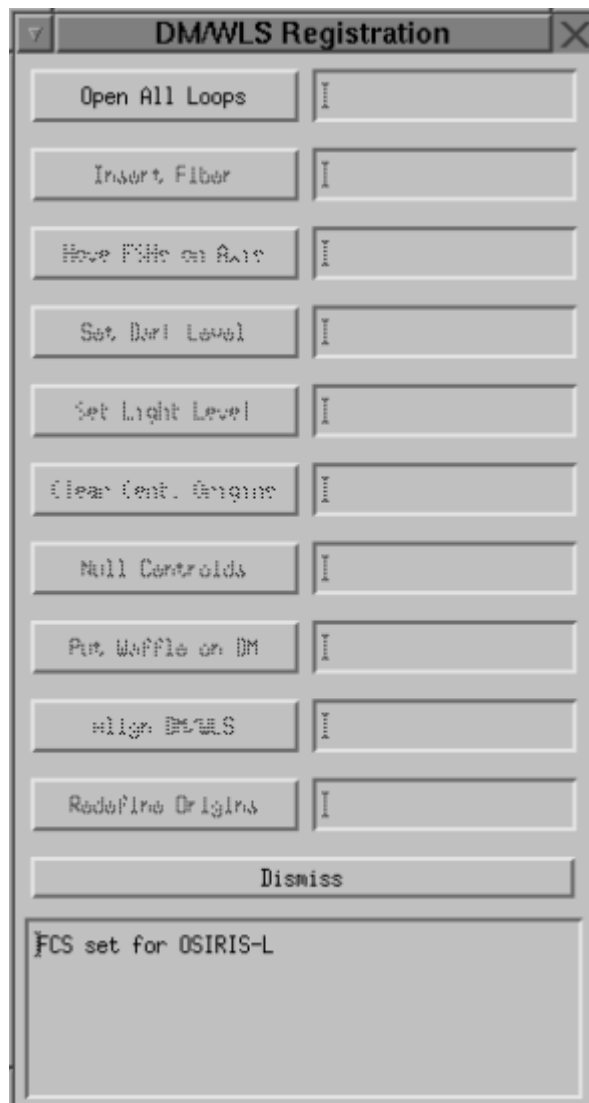 DM/WLS Registration
Open All Loops
Insert Fiber
Move FSMs on Axis
Set Dark Level
Set Light Level
Clear Cent. Origins
Null Centroids
Put Waffle on DM
Align DM/WLS
Redefine Origins
Dismiss
FCS set for OSIRIS-L